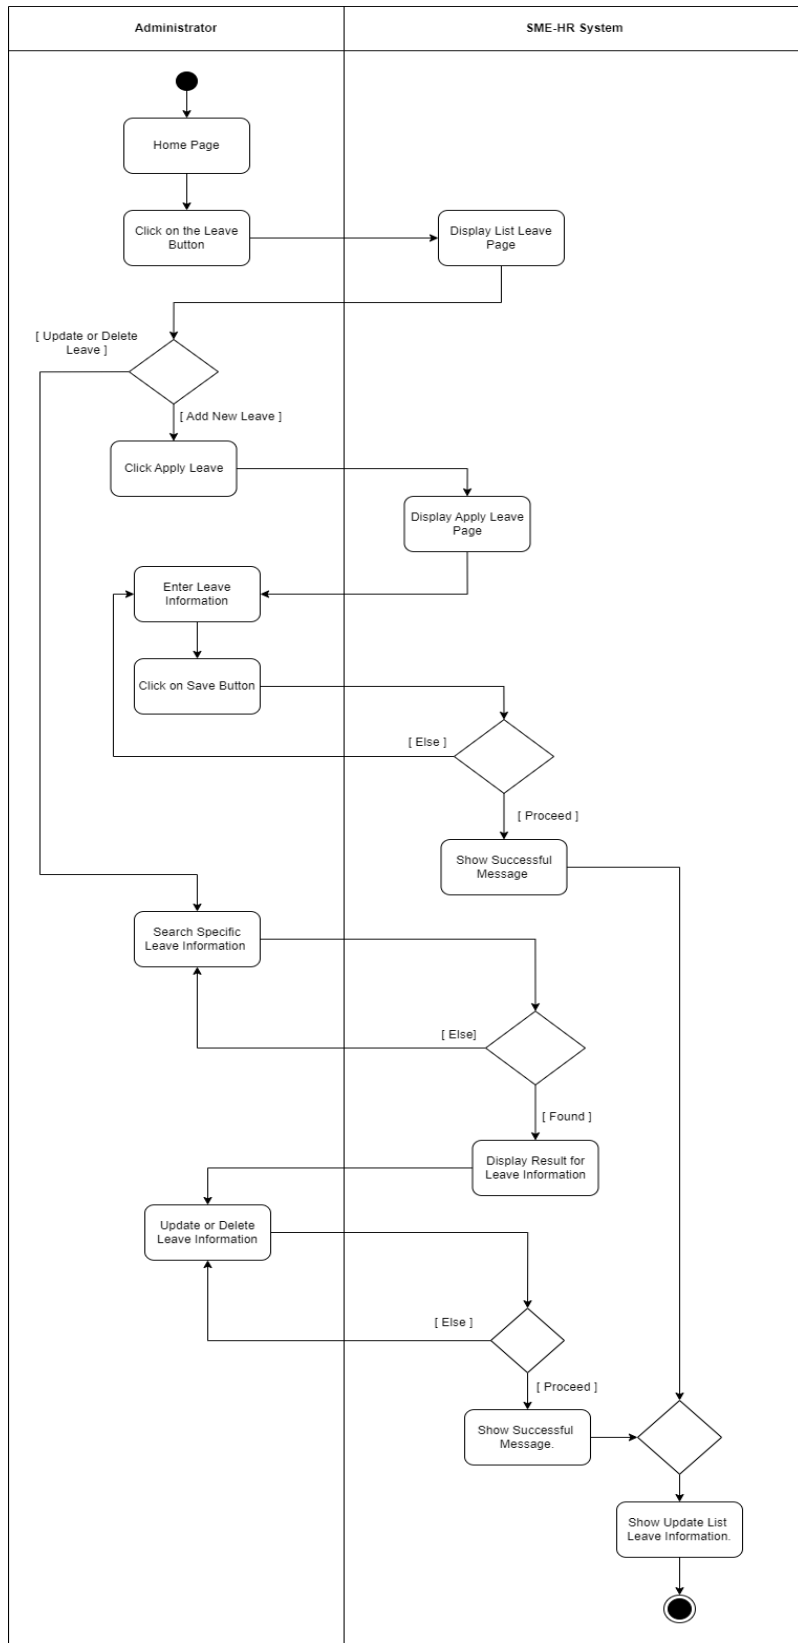 Administrator
SME-HR System
Home Page
Click on the Leave
Button
Display List Leave
Page
[ Update or Delete
Leave ]
[ Add New Leave ]
Click Apply Leave
Display Apply Leave
Page
Enter Leave
Information
Click on Save Button
[ Else ]
[ Proceed ]
Show Successful
Message
Search Specific
Leave Information
[ Else]
[ Found ]
Display Result for
Leave Information
Update or Delete
Leave Information
[ Else ]
[ Proceed ]
Show Successful
Message.
Show Update List
Leave Information.